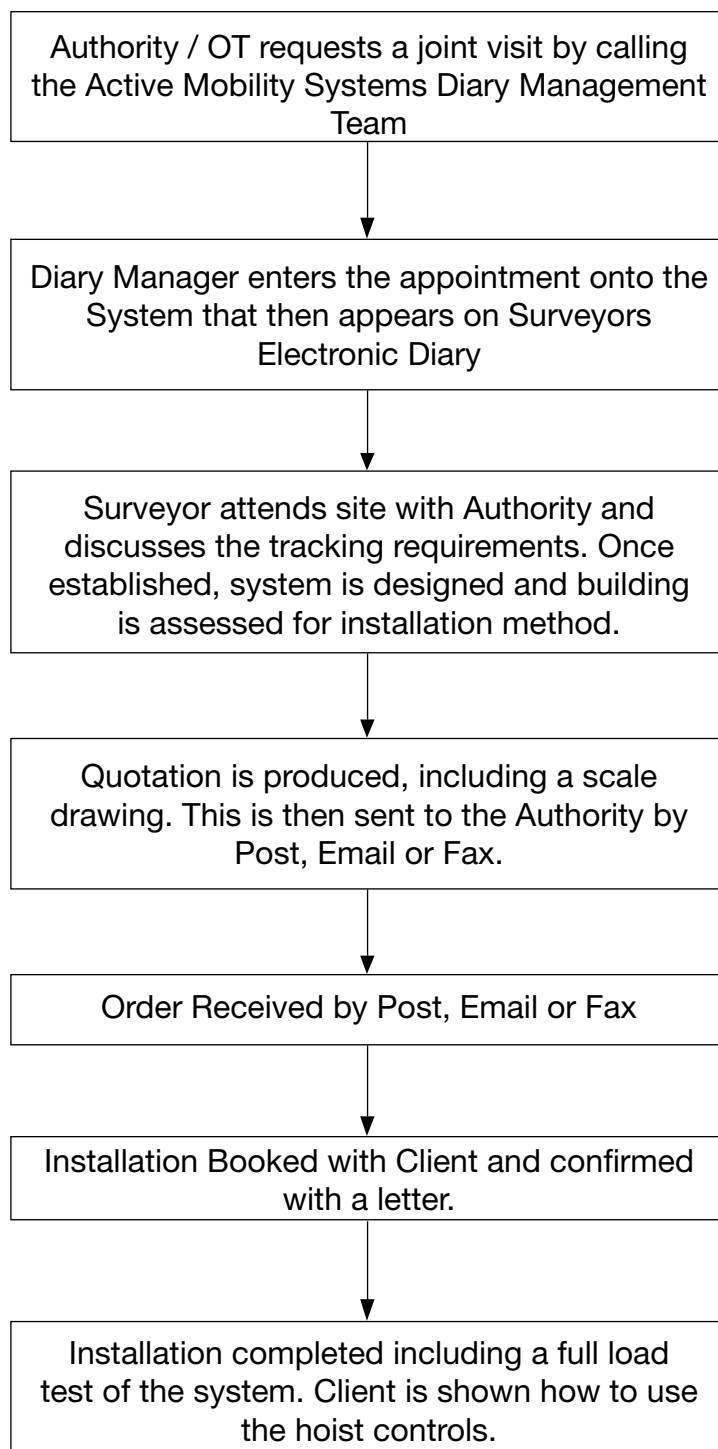 Authority / OT requests a joint visit by calling
the Active Mobility Systems Diary Management
Team
Diary Manager enters the appointment onto the
System that then appears on Surveyors
Electronic Diary
Surveyor attends site with Authority and
discusses the tracking requirements. Once
established, system is designed and building
is assessed for installation method.
Quotation is produced, including a scale
drawing. This is then sent to the Authority by
Post, Email or Fax.
Order Received by Post, Email or Fax
Installation Booked with Client and confirmed
with a letter.
Installation completed including a full load
test of the system. Client is shown how to use
the hoist controls.